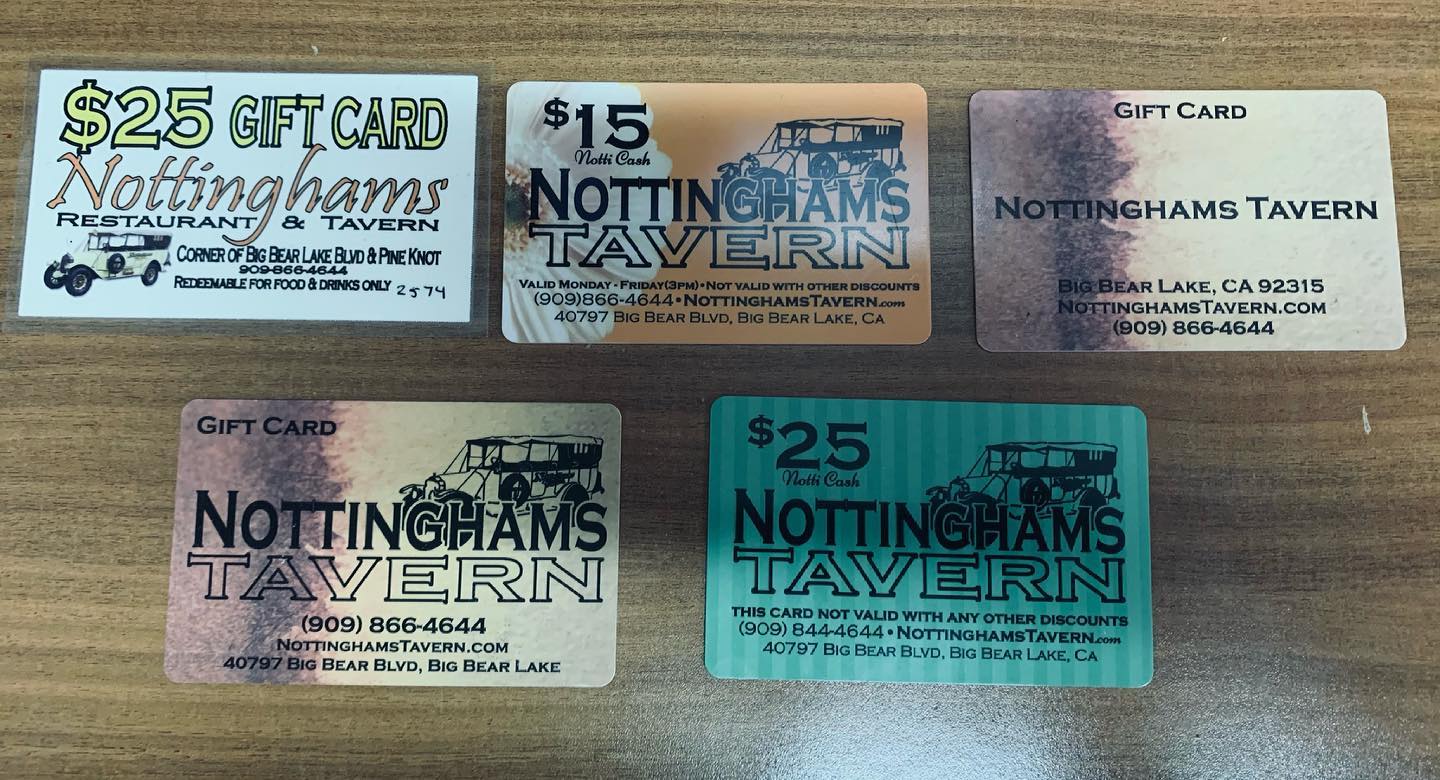 $25 GIFT CARD
Nottinghams
RESTAURANT & TAVERN
CORNER OF BIG BEAR LAKE BLVD & PINE KNOT
909-866-4644
REDEEMABLE FOR FOOD & DRINKS ONLY 2574
$15
Notti Cash
NOTTINGHAMS
TAVERN
VALID MONDAY - FRIDAY(3PM) • NOT VALID WITH OTHER DISCOUNTS
(909)866-4644 • NOTTINGHAMSTAVERN.com
40797 BIG BEAR BLVD, BIG BEAR LAKE, CA
GIFT CARD
NOTTINGHAMS TAVERN
BIG BEAR LAKE, CA 92315
NOTTINGHAMSTAVERN.COM
(909) 866-4644
GIFT CARD
NOTTINGHAMS
TAVERN
(909) 866-4644
NOTTINGHAMSTAVERN.COM
40797 BIG BEAR BLVD, BIG BEAR LAKE
$25
Notti Cash
NOTTINGHAMS
TAVERN
THIS CARD NOT VALID WITH ANY OTHER DISCOUNTS
(909) 844-4644 • NOTTINGHAMSTAVERN.com
40797 BIG BEAR BLVD, BIG BEAR LAKE, CA